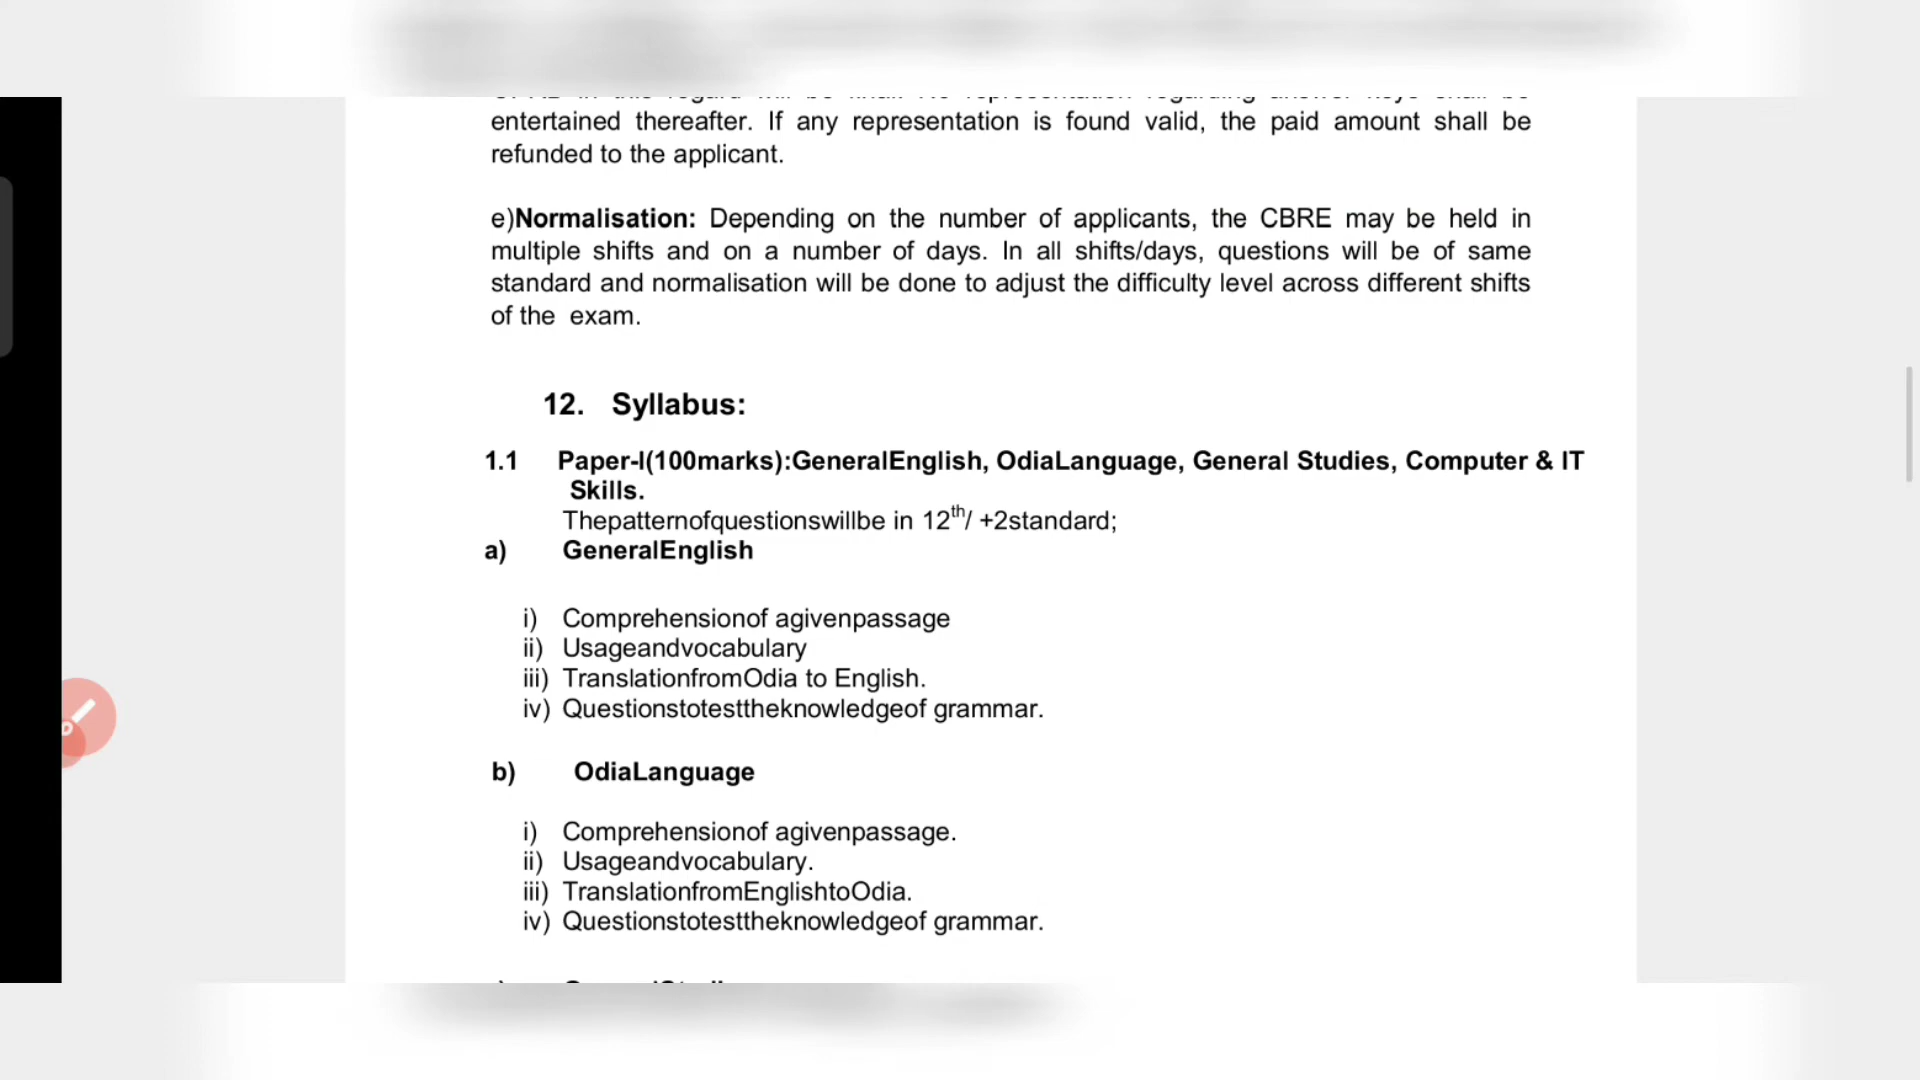 entertained thereafter. If any representation is found valid, the paid amount shall be
refunded to the applicant.
e)Normalisation: Depending on the number of applicants, the CBRE may be held in
multiple shifts and on a number of days. In all shifts/days, questions will be of same
standard and normalisation will be done to adjust the difficulty level across different shifts
of the exam.
12. Syllabus:
1.1 Paper-I(100marks):GeneralEnglish, OdiaLanguage, General Studies, Computer & IT
Skills.
Thepatternofquestionswillbe in 12th/ +2standard;
a) GeneralEnglish
i) Comprehensionof agivenpassage
ii) Usageandvocabulary
iii) TranslationfromOdia to English.
iv) Questionstotesttheknowledgeof grammar.
b) OdiaLanguage
i) Comprehensionof agivenpassage.
ii) Usageandvocabulary.
iii) TranslationfromEnglishtoOdia.
iv) Questionstotesttheknowledgeof grammar.